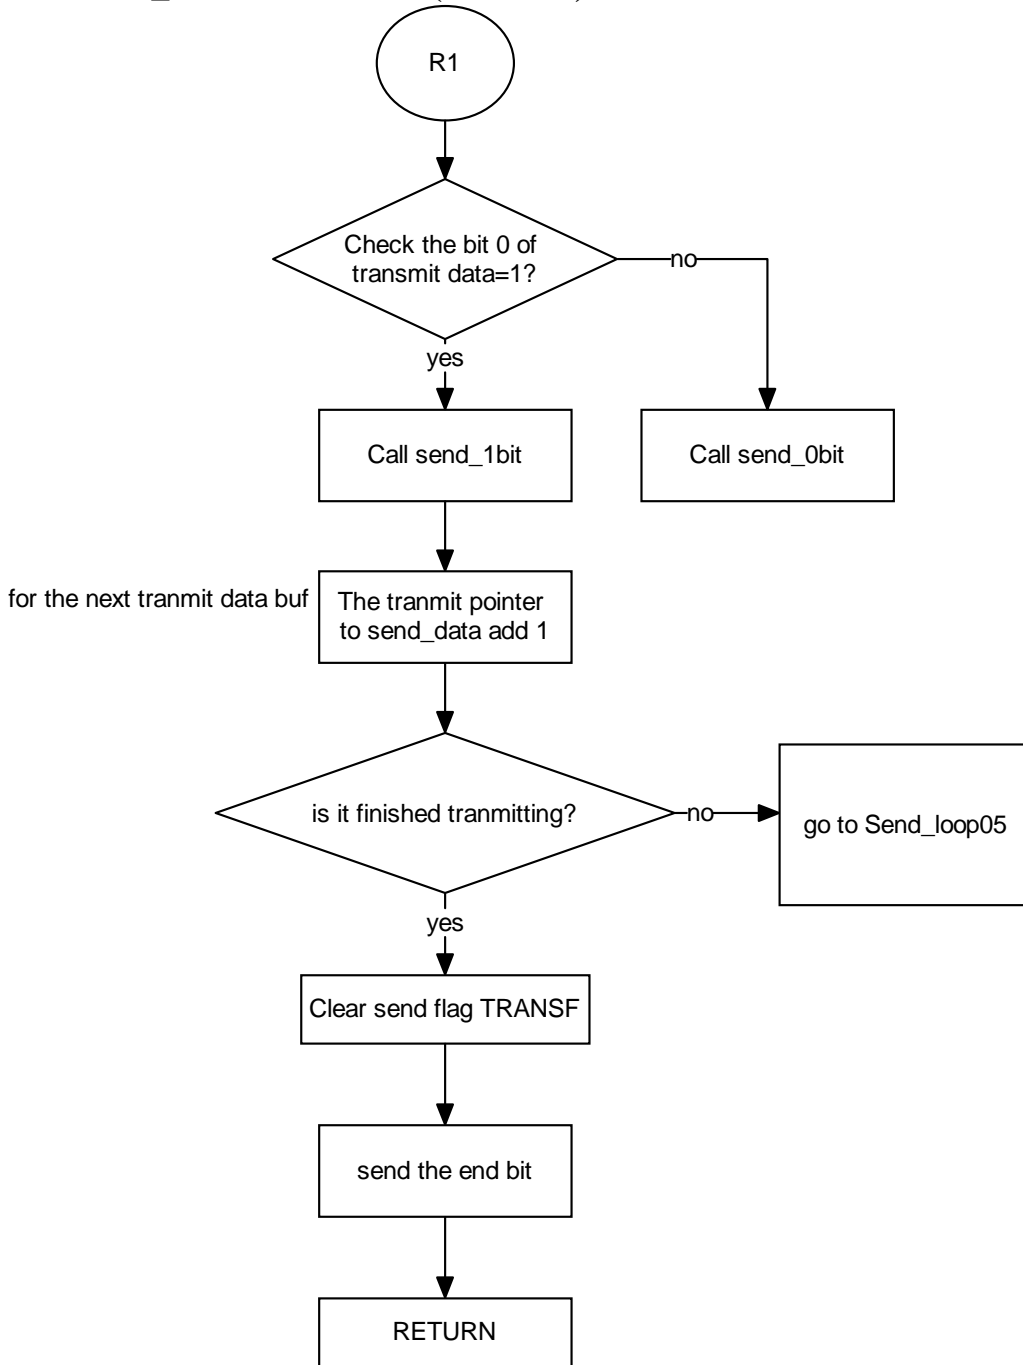 R1
Check the bit 0 of
transmit data=1?
no
yes
Call send_1bit
Call send_0bit
for the next tranmit data buf
The tranmit pointer
to send_data add 1
is it finished tranmitting?
no
go to Send_loop05
yes
Clear send flag TRANSF
send the end bit
RETURN